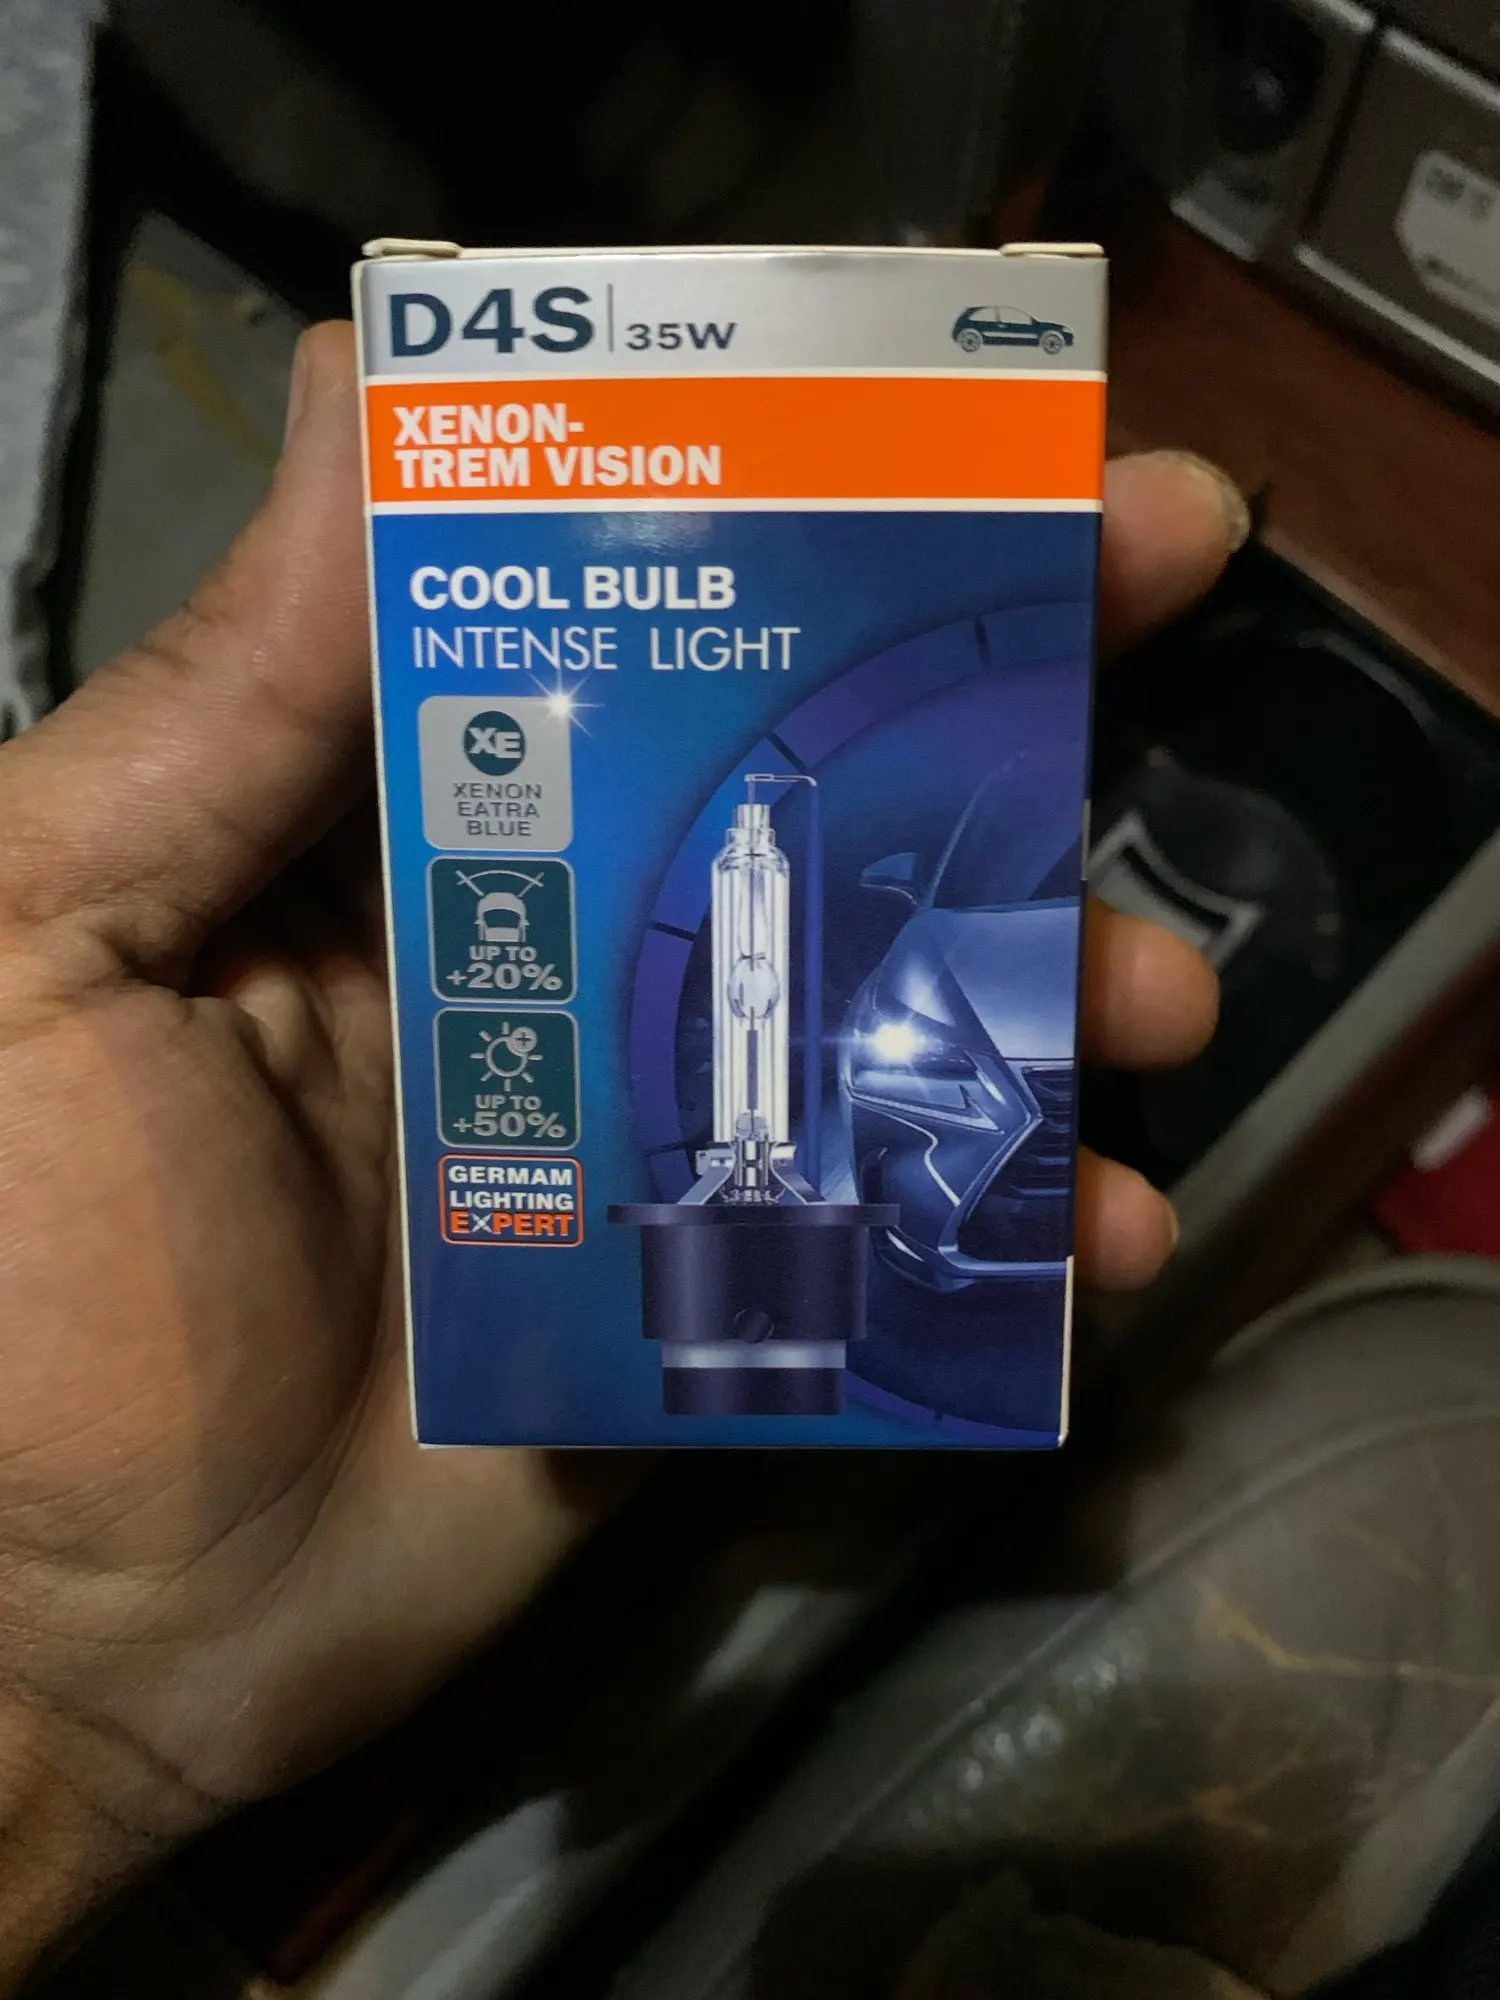 D4S 35W
XENON-
TREM VISION
COOL BULB
INTENSE LIGHT
XE
XENON
EATRA
BLUE
UP TO
+20%
UP TO
+50%
GERMAM
LIGHTING
EXPERT